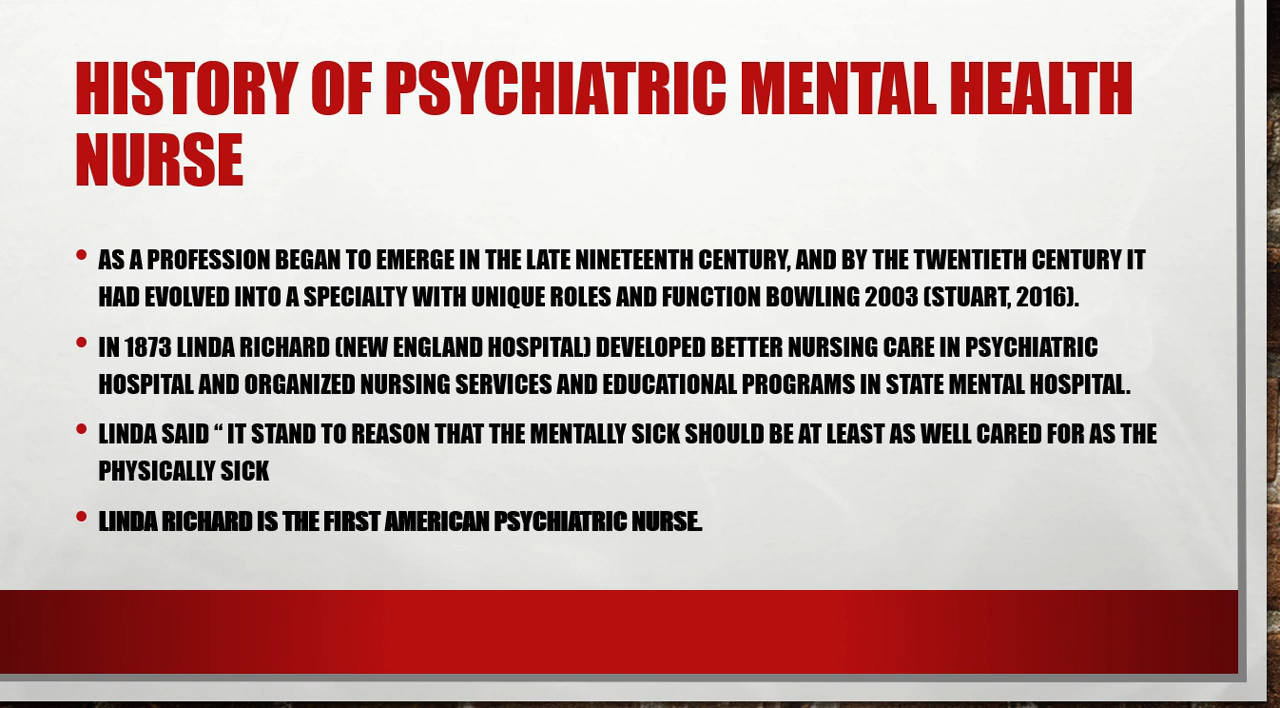 HISTORY OF PSYCHIATRIC MENTAL HEALTH
NURSE
• AS A PROFESSION BEGAN TO EMERGE IN THE LATE NINETEENTH CENTURY, AND BY THE TWENTIETH CENTURY IT
HAD EVOLVED INTO A SPECIALTY WITH UNIQUE ROLES AND FUNCTION BOWLING 2003 (STUART, 2016).
• IN 1873 LINDA RICHARD (NEW ENGLAND HOSPITAL) DEVELOPED BETTER NURSING CARE IN PSYCHIATRIC
HOSPITAL AND ORGANIZED NURSING SERVICES AND EDUCATIONAL PROGRAMS IN STATE MENTAL HOSPITAL.
• LINDA SAID “ IT STAND TO REASON THAT THE MENTALLY SICK SHOULD BE AT LEAST AS WELL CARED FOR AS THE
PHYSICALLY SICK
• LINDA RICHARD IS THE FIRST AMERICAN PSYCHIATRIC NURSE.